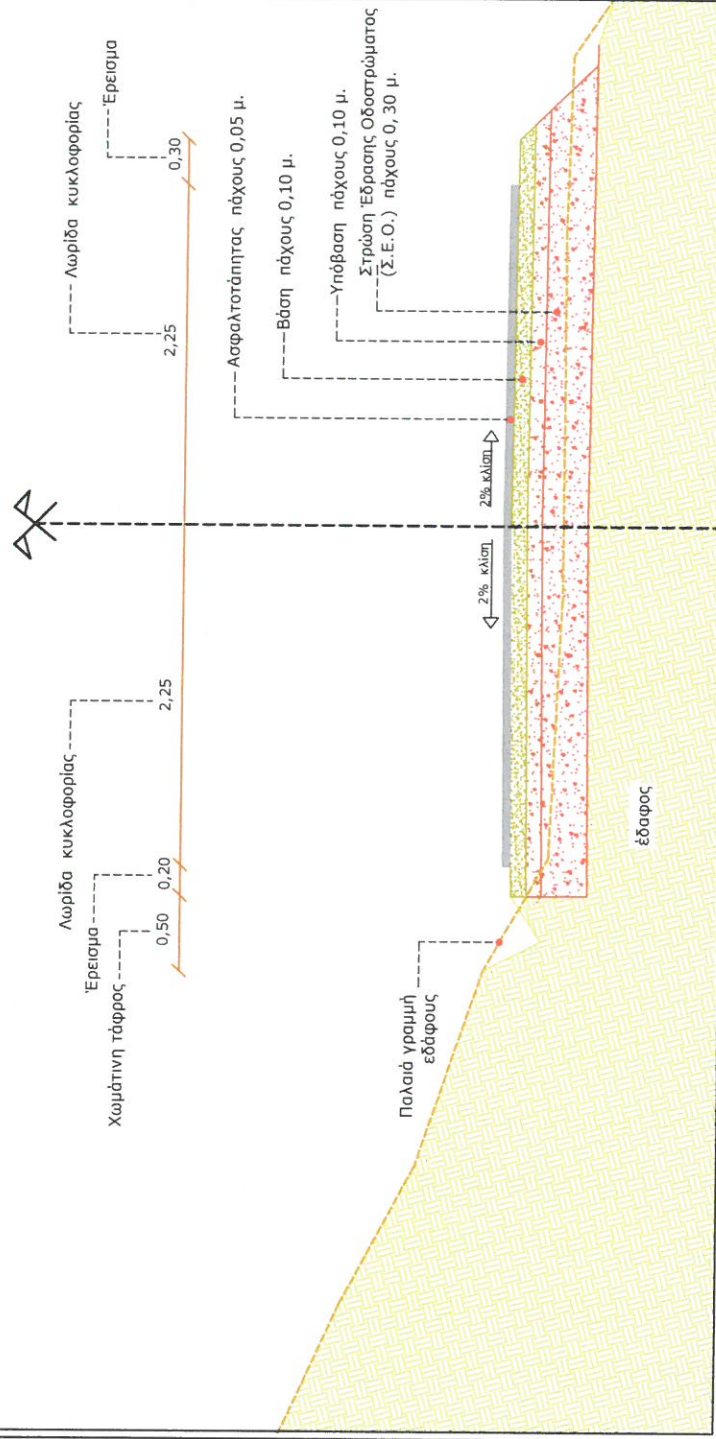 Χωμάτινη τάφρος
Έρεισμα
Λωρίδα κυκλοφορίας
Λωρίδα κυκλοφορίας
Έρεισμα
0,50
0,20
2,25
2,25
0,30
Ασφαλτοτάπητας πάχους 0,05 μ.
Βάση πάχους 0,10 μ.
Υπόβαση πάχους 0,10 μ.
Στρώση Έδρασης Οδοστρώματος
(Σ.Ε.Ο.) πάχους 0, 30 μ.
Παλαιά γραμμή
εδάφους
2% κλίση
2% κλίση
έδαφος